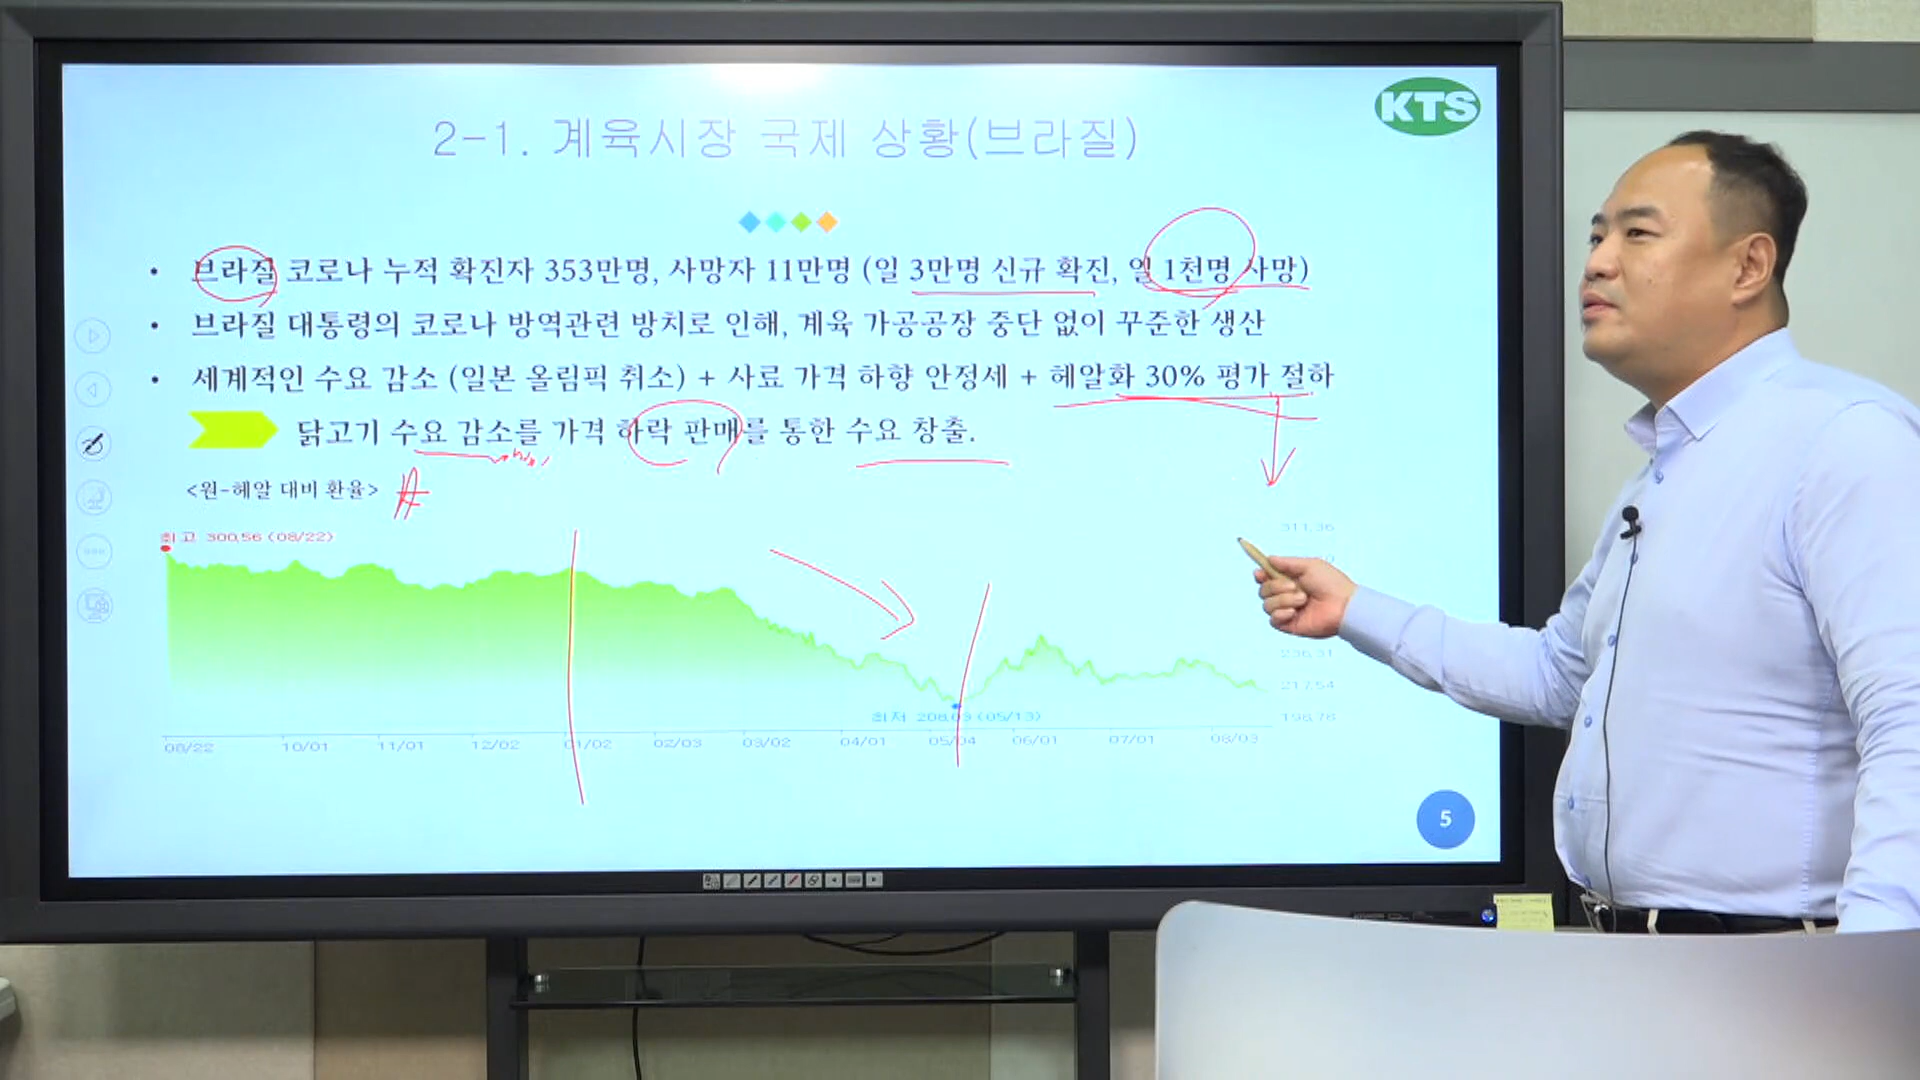 KTS
2-1. 계육시장 국제 상황(브라질)
• 브라질 코로나 누적 확진자 353만명, 사망자 11만명 (일 3만명 신규 확진, 일 1천명 사망)
• 브라질 대통령의 코로나 방역관련 방치로 인해, 계육 가공공장 중단 없이 꾸준한 생산
• 세계적인 수요 감소 (일본 올림픽 취소) + 사료 가격 하향 안정세 + 헤알화 30% 평가 절하
닭고기 수요 감소를 가격 하락 판매를 통한 수요 창출.
<원-헤알 대비 환율>
최고 300.56 (08/22)
311.36
236.31
217.54
최저 208.09 (05/13)
198.78
08/22 10/01 11/01 12/02 01/02 02/03 03/02 04/01 05/04 06/01 07/01 08/03
5